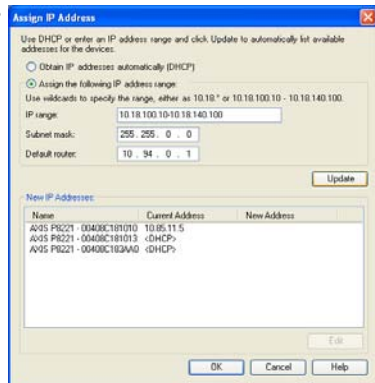 Assign IP Address
Use DHCP or enter an IP address range and click Update to automatically list available
addresses for the devices.
Obtain IP addresses automatically (DHCP)
Assign the following IP address range:
Use wildcards to specify the range, either as 10.18.* or 10.18.100.10 - 10.18.140.100.
IP range: 10.18.100.10-10.18.140.100
Subnet mask: 255 . 255 . 0 . 0
Default router: 10 . 94 . 0 . 1
Update
New IP Addresses:
Name Current Address New Address
AXIS P8221 - 00408C181010 10.85.11.5
AXIS P8221 - 00408C181013 <DHCP>
AXIS P8221 - 00408C183AA0 <DHCP>
Edit
OK Cancel Help